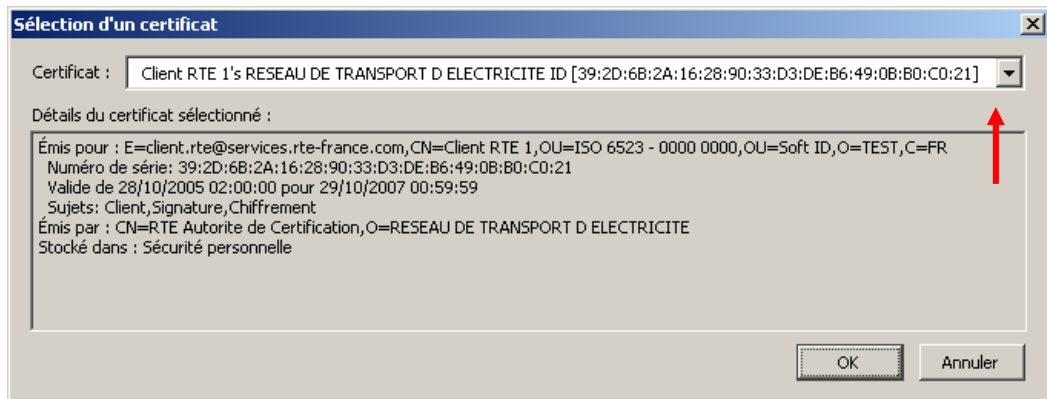 Sélection d'un certificat
Certificat : Client RTE 1's RESEAU DE TRANSPORT D ELECTRICITE ID [39:2D:6B:2A:16:28:90:33:D3:DE:B6:49:0B:B0:C0:21]
Détails du certificat sélectionné :
Émis pour : E=client.rte@services.rte-france.com,CN=Client RTE 1,OU=ISO 6523 - 0000 0000,OU=Soft ID,O=TEST,C=FR
Numéro de série: 39:2D:6B:2A:16:28:90:33:D3:DE:B6:49:0B:B0:C0:21
Valide de 28/10/2005 02:00:00 pour 29/10/2007 00:59:59
Sujets: Client,Signature,Chiffrement
Émis par : CN=RTE Autorite de Certification,O=RESEAU DE TRANSPORT D ELECTRICITE
Stocké dans : Sécurité personnelle
OK Annuler